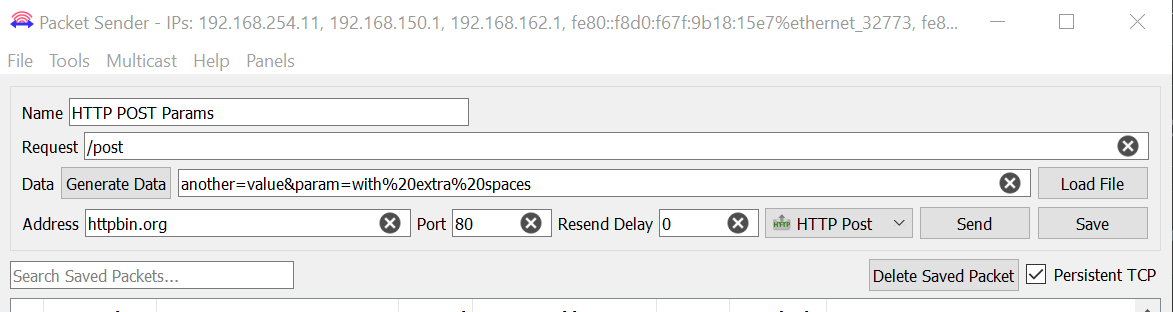 Packet Sender - IPs: 192.168.254.11, 192.168.150.1, 192.168.162.1, fe80::f8d0:f67f:9b18:15e7%ethernet_32773, fe8...
File Tools Multicast Help Panels
Name HTTP POST Params
Request /post
Data Generate Data another=value&param=with%20extra%20spaces Load File
Address httpbin.org Port 80 Resend Delay 0 HTTP HTTP Post Send Save
Search Saved Packets... Delete Saved Packet Persistent TCP